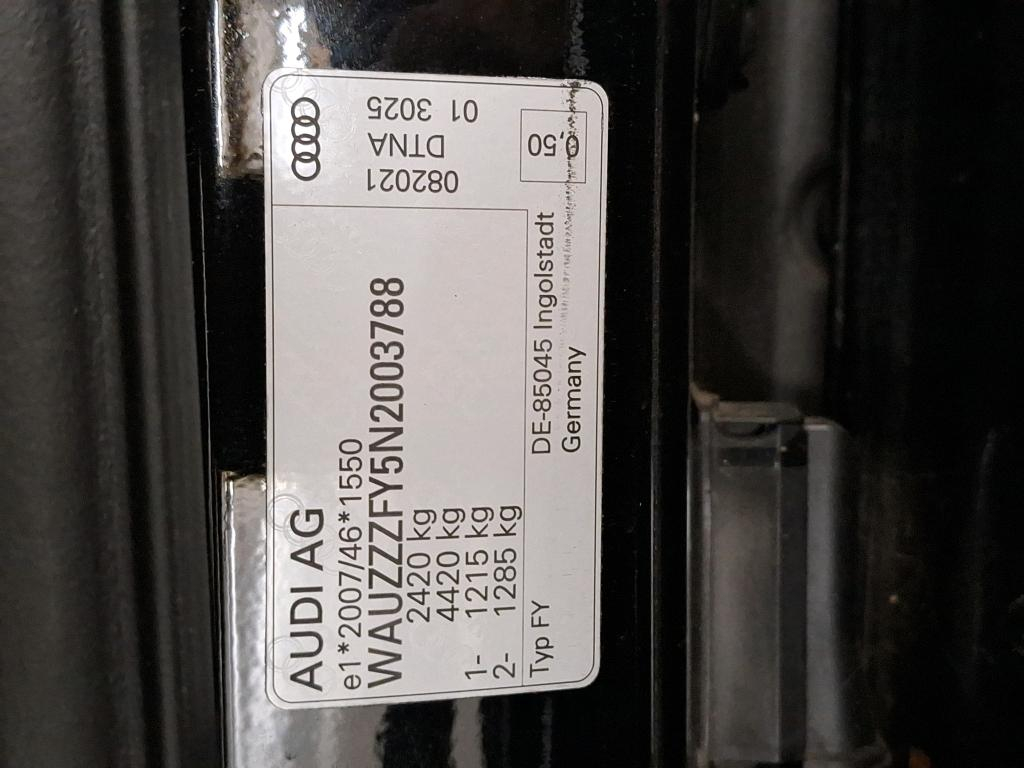 AUDI AG
e1*2007/46*1550
WAUZZZFY5N2003788
2420 kg
4420 kg
1- 1215 kg
2- 1285 kg
Typ FY
DE-85045 Ingolstadt
Germany
082021
DTNA
01 3025
0,50